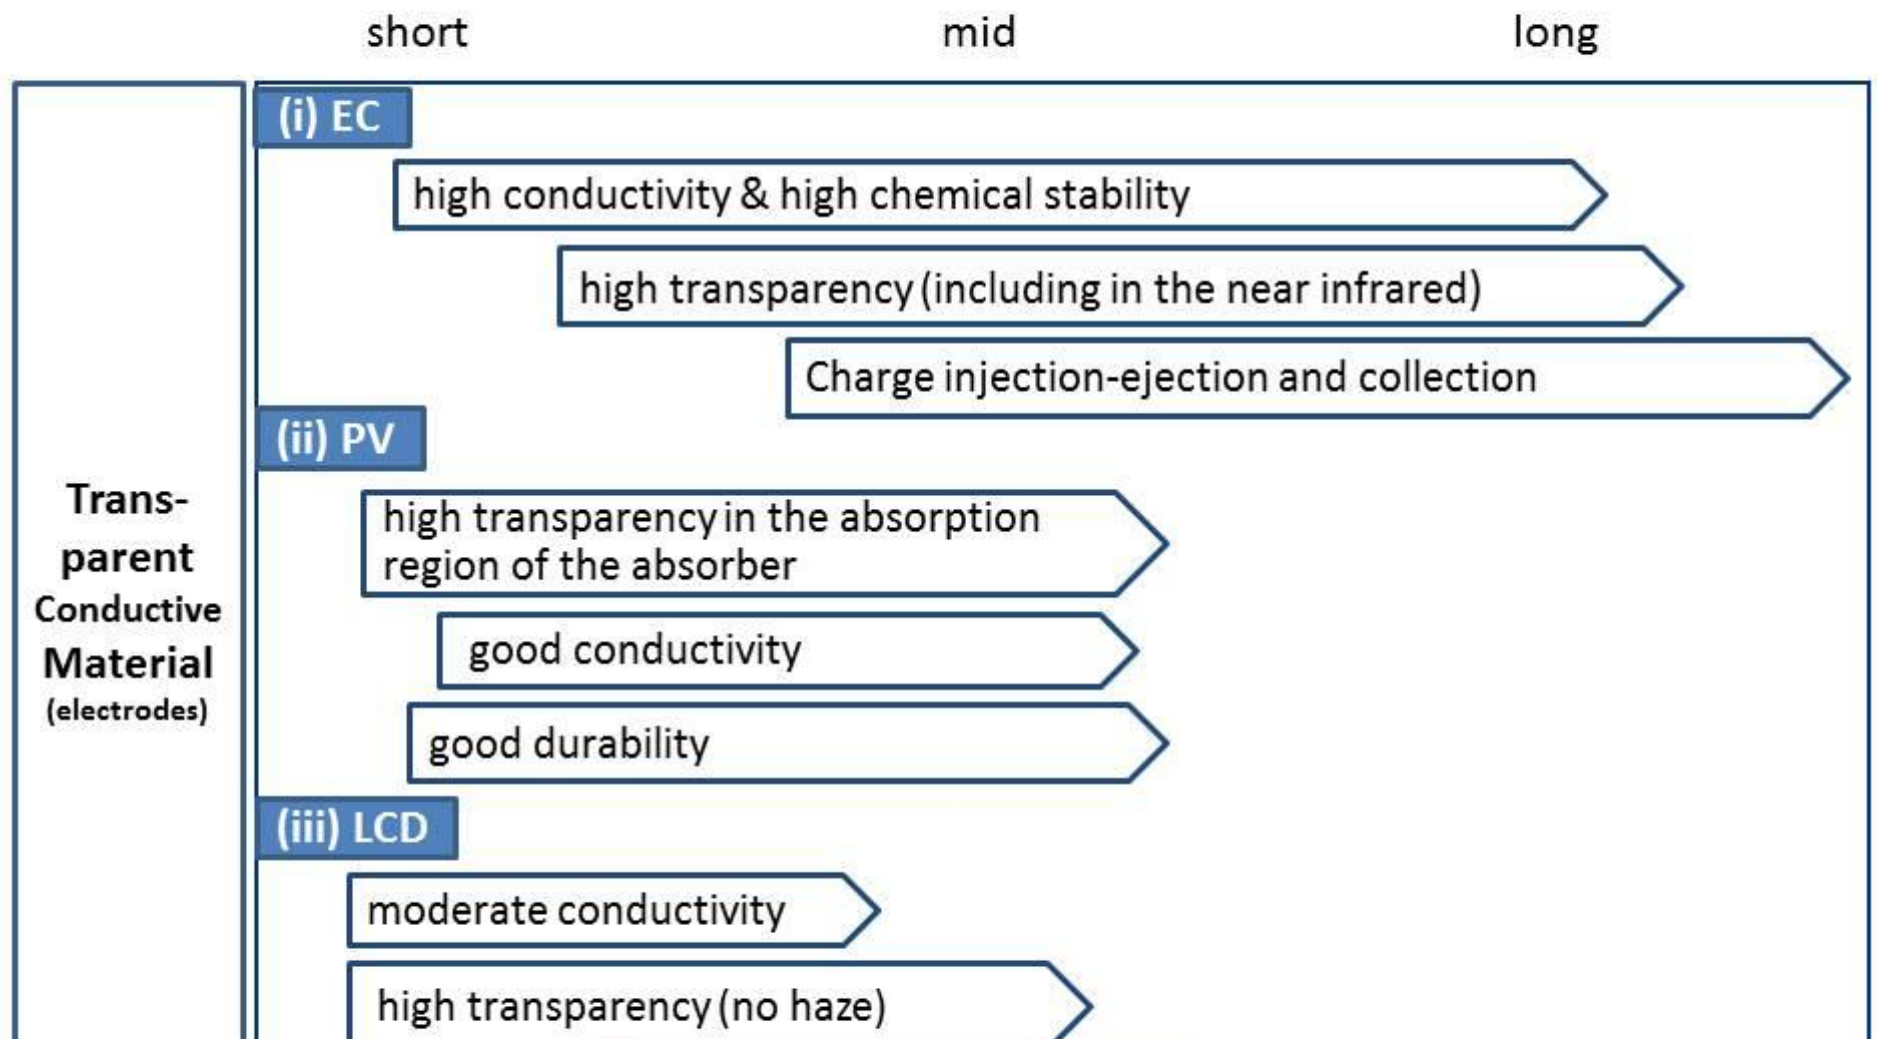 short mid long
(i) EC
high conductivity & high chemical stability
high transparency (including in the near infrared)
Charge injection-ejection and collection
(ii) PV
high transparency in the absorption
region of the absorber
good conductivity
good durability
(iii) LCD
moderate conductivity
high transparency (no haze)
Trans-
parent
Conductive
Material
(electrodes)